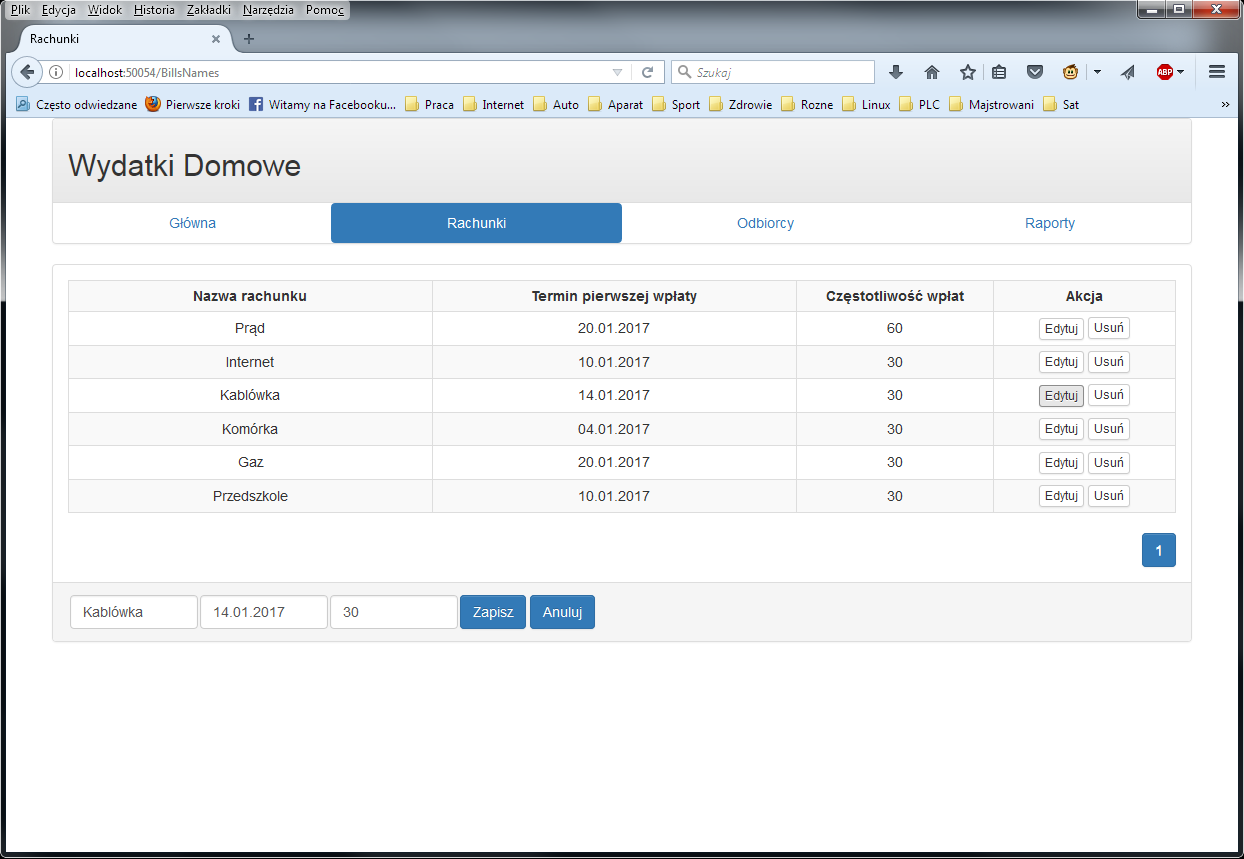 Plik Edycja Widok Historia Zakładki Narzędzia Pomoc
Rachunki
localhost:50054/BillsNames Szukaj ABP
Często odwiedzane Pierwsze kroki Witamy na Facebooku... Praca Internet Auto Aparat Sport Zdrowie Rozne Linux PLC Majstrowani Sat
Wydatki Domowe
Główna Rachunki Odbiorcy Raporty
Nazwa rachunku Termin pierwszej wpłaty Częstotliwość wpłat Akcja
Prąd 20.01.2017 60 Edytuj Usuń
Internet 10.01.2017 30 Edytuj Usuń
Kablówka 14.01.2017 30 Edytuj Usuń
Komórka 04.01.2017 30 Edytuj Usuń
Gaz 20.01.2017 30 Edytuj Usuń
Przedszkole 10.01.2017 30 Edytuj Usuń
1
Kablówka 14.01.2017 30 Zapisz Anuluj